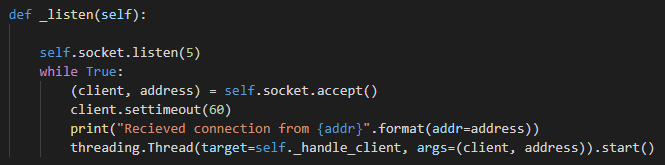 def _listen(self):
self.socket.listen(5)
while True:
(client, address) = self.socket.accept()
client.settimeout(60)
print("Recieved connection from {addr}".format(addr=address))
threading.Thread(target=self._handle_client, args=(client, address)).start()